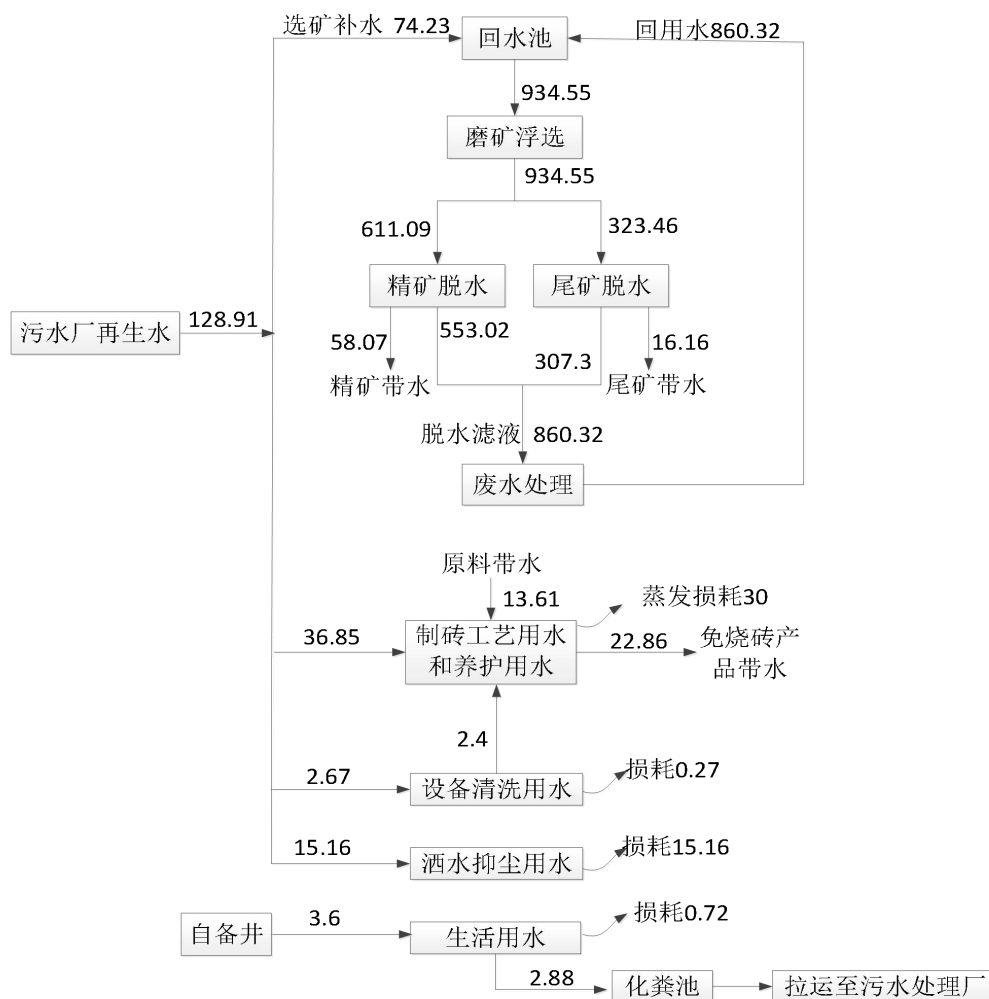 选矿补水 74.23
回水池
回用水860.32
934.55
磨矿浮选
934.55
611.09
323.46
精矿脱水
尾矿脱水
污水厂再生水
128.91
58.07
553.02
307.3
16.16
精矿带水
尾矿带水
脱水滤液 860.32
废水处理
原料带水
13.61
蒸发损耗30
36.85
制砖工艺用水
和养护用水
22.86
免烧砖产
品带水
2.4
2.67
设备清洗用水
损耗0.27
15.16
洒水抑尘用水
损耗15.16
自备井
3.6
生活用水
损耗0.72
2.88
化粪池
拉运至污水处理厂